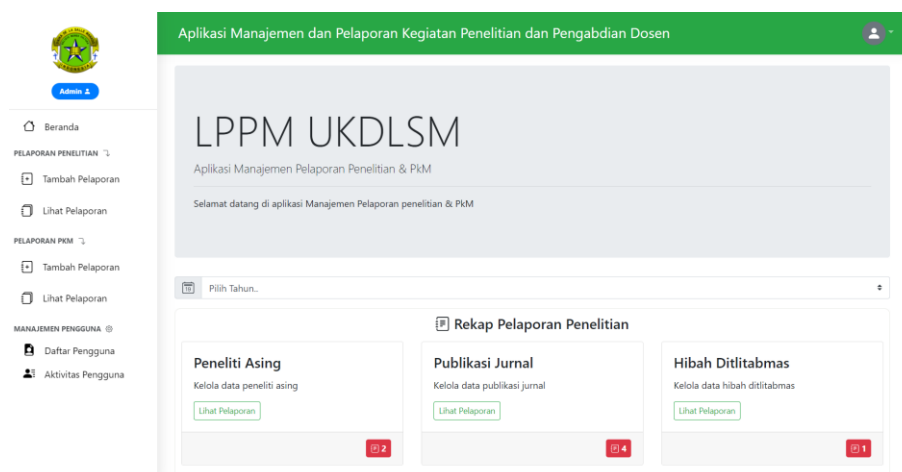 Aplikasi Manajemen dan Pelaporan Kegiatan Penelitian dan Pengabdian Dosen
Admin
Beranda
PELAPORAN PENELITIAN
Tambah Pelaporan
Lihat Pelaporan
PELAPORAN PKM
Tambah Pelaporan
Lihat Pelaporan
MANAJEMEN PENGGUNA
Daftar Pengguna
Aktivitas Pengguna
LPPM UKDLSM
Aplikasi Manajemen Pelaporan Penelitian & PkM
Selamat datang di aplikasi Manajemen Pelaporan penelitian & PkM
Pilih Tahun..
Rekap Pelaporan Penelitian
Peneliti Asing
Kelola data peneliti asing
Lihat Pelaporan
2
Publikasi Jurnal
Kelola data publikasi jurnal
Lihat Pelaporan
4
Hibah Ditlitabmas
Kelola data hibah ditlitabmas
Lihat Pelaporan
1